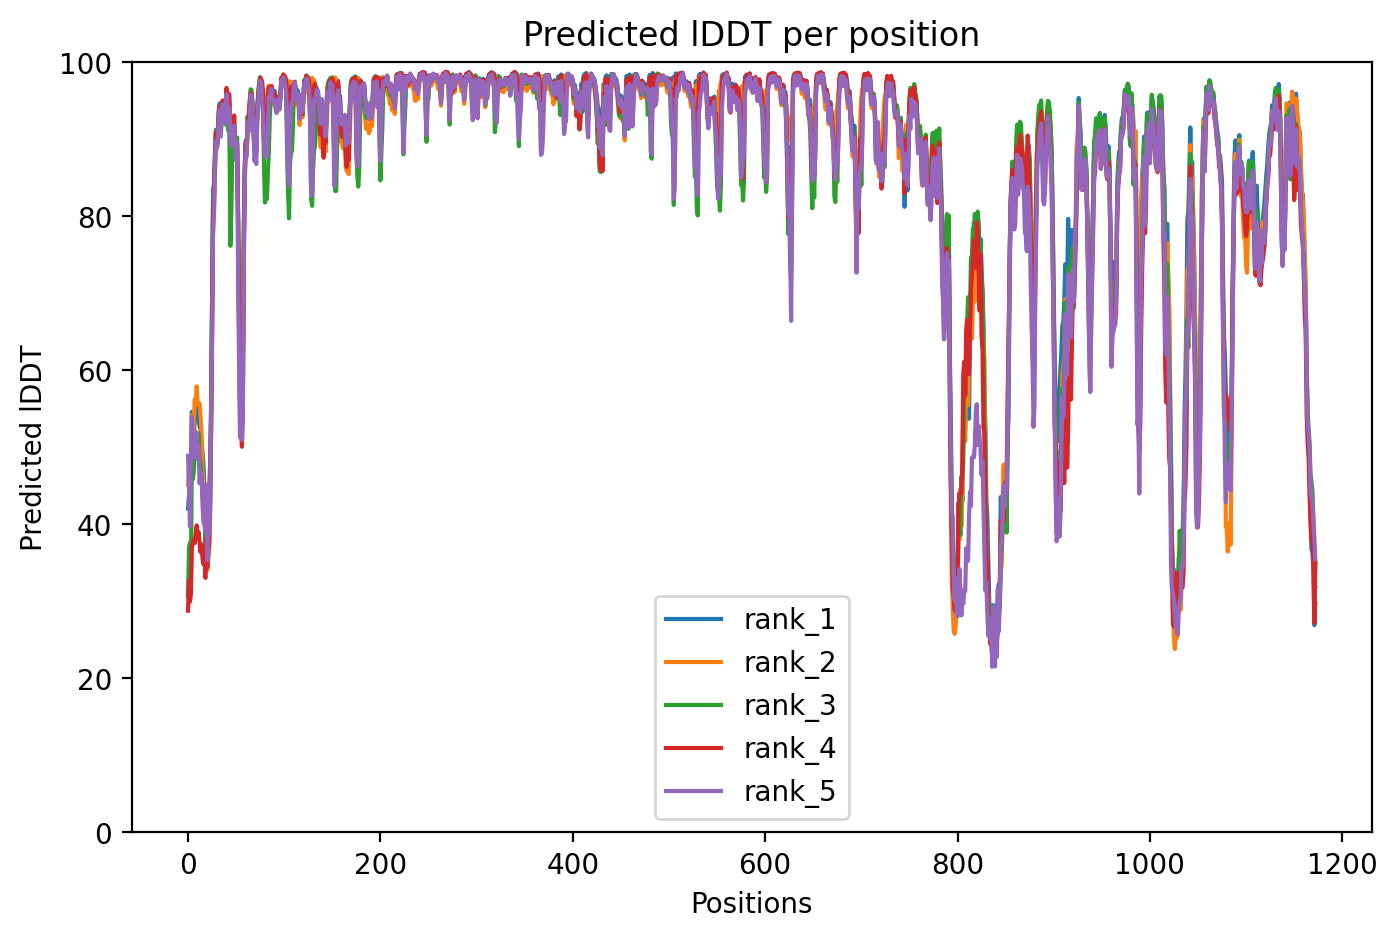 Predicted lDDT per position
100
80
60
40
20
0
Predicted lDDT
rank_1
rank_2
rank_3
rank_4
rank_5
0 200 400 600 800 1000 1200
Positions